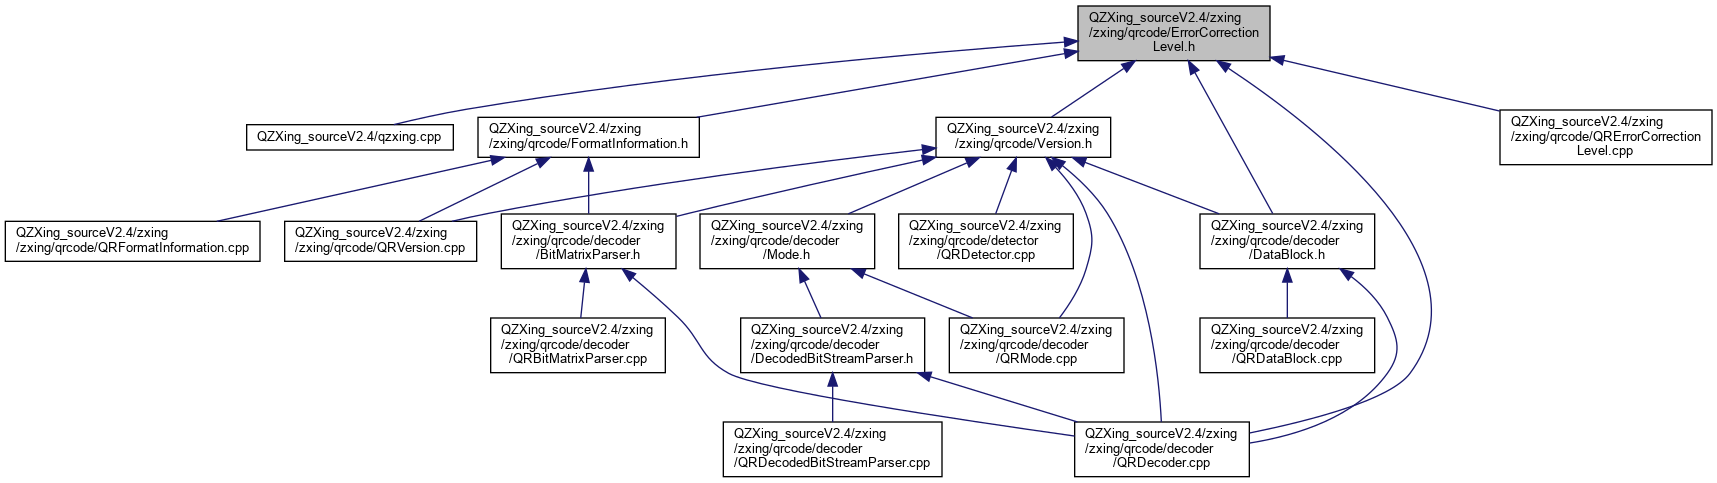 QZXing_sourceV2.4/zxing
/zxing/qrcode/ErrorCorrection
Level.h
QZXing_sourceV2.4/qzxing.cpp
QZXing_sourceV2.4/zxing
/zxing/qrcode/FormatInformation.h
QZXing_sourceV2.4/zxing
/zxing/qrcode/Version.h
QZXing_sourceV2.4/zxing
/zxing/qrcode/QRErrorCorrection
Level.cpp
QZXing_sourceV2.4/zxing
/zxing/qrcode/QRFormatInformation.cpp
QZXing_sourceV2.4/zxing
/zxing/qrcode/QRVersion.cpp
QZXing_sourceV2.4/zxing
/zxing/qrcode/decoder
/BitMatrixParser.h
QZXing_sourceV2.4/zxing
/zxing/qrcode/decoder
/Mode.h
QZXing_sourceV2.4/zxing
/zxing/qrcode/detector
/QRDetector.cpp
QZXing_sourceV2.4/zxing
/zxing/qrcode/decoder
/DataBlock.h
QZXing_sourceV2.4/zxing
/zxing/qrcode/decoder
/QRBitMatrixParser.cpp
QZXing_sourceV2.4/zxing
/zxing/qrcode/decoder
/DecodedBitStreamParser.h
QZXing_sourceV2.4/zxing
/zxing/qrcode/decoder
/QRMode.cpp
QZXing_sourceV2.4/zxing
/zxing/qrcode/decoder
/QRDataBlock.cpp
QZXing_sourceV2.4/zxing
/zxing/qrcode/decoder
/QRDecodedBitStreamParser.cpp
QZXing_sourceV2.4/zxing
/zxing/qrcode/decoder
/QRDecoder.cpp